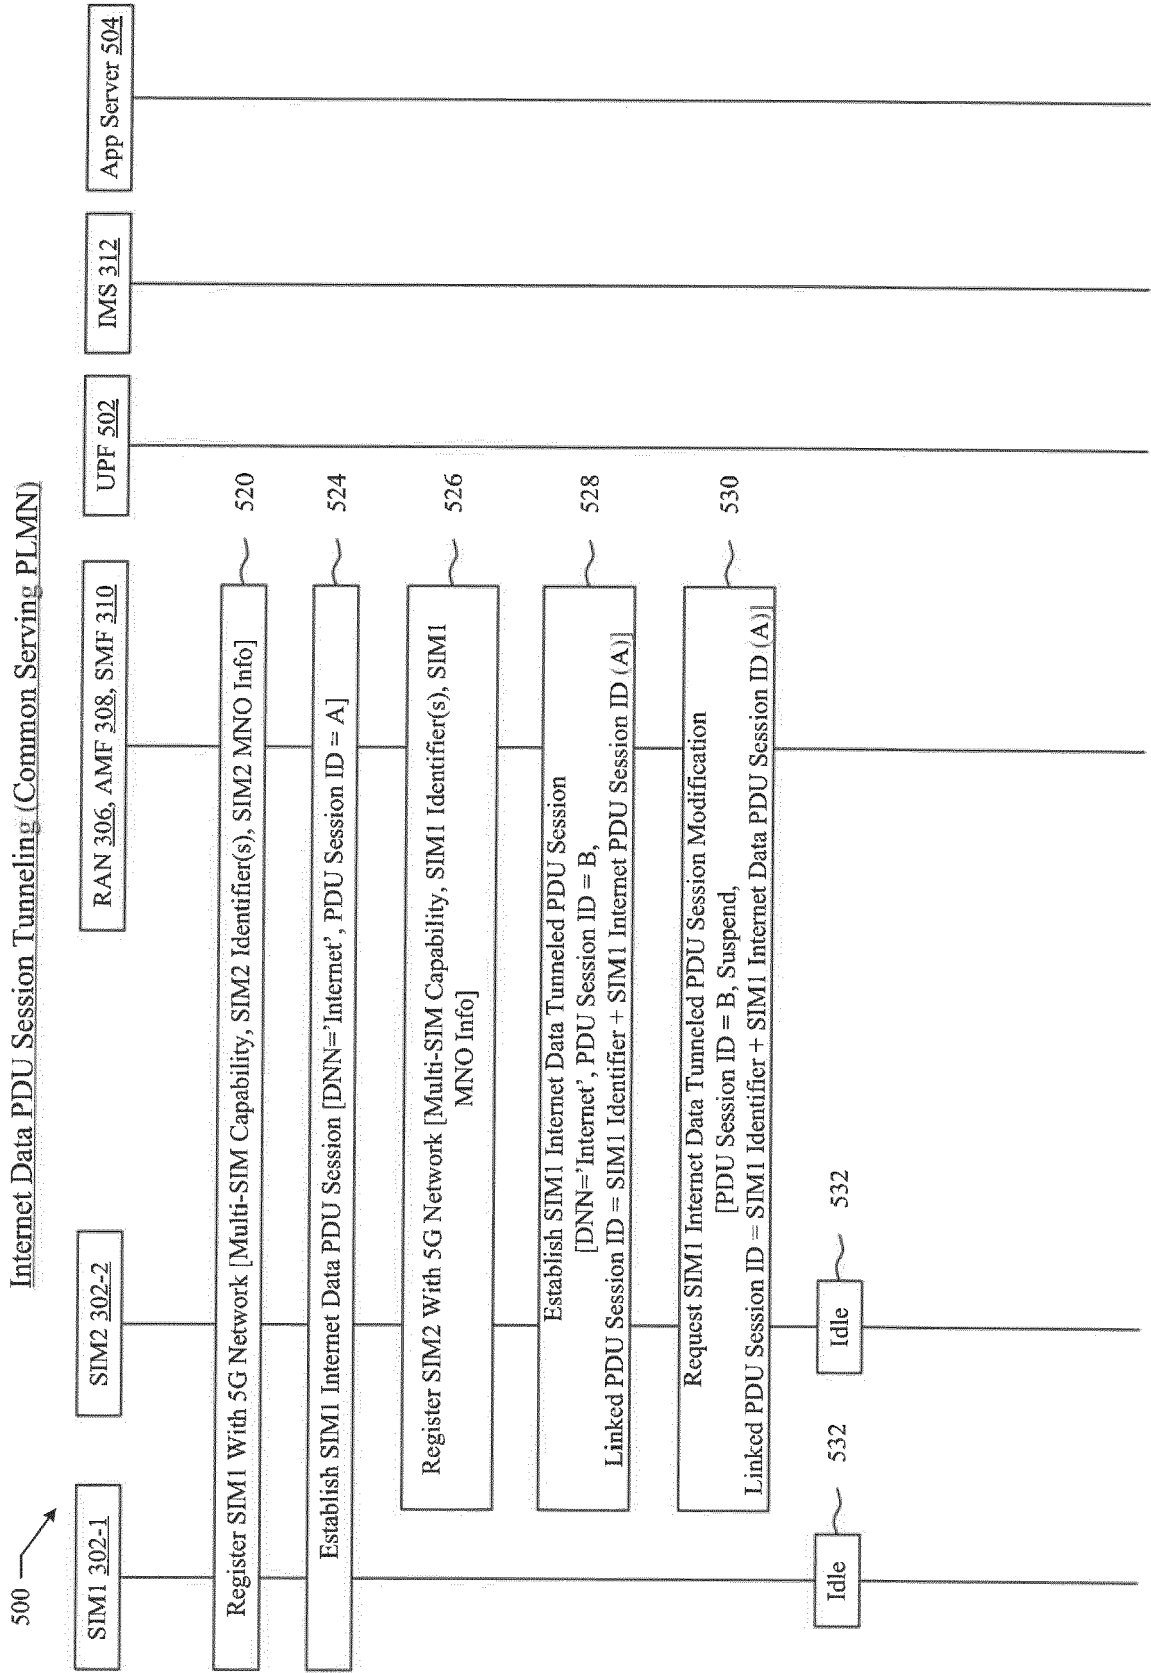 Internet Data PDU Session Tunneling (Common Serving PLMN)
500
SIM1 302-1
SIM2 302-2
RAN 306, AMF 308, SMF 310
UPF 502
IMS 312
App Server 504
Register SIM1 With 5G Network [Multi-SIM Capability, SIM2 Identifier(s), SIM2 MNO Info]
520
Establish SIM1 Internet Data PDU Session [DNN='Internet', PDU Session ID = A]
524
Register SIM2 With 5G Network [Multi-SIM Capability, SIM1 Identifier(s), SIM1
MNO Info]
526
Establish SIM1 Internet Data Tunneled PDU Session
[DNN='Internet', PDU Session ID = B,
Linked PDU Session ID = SIM1 Identifier + SIM1 Internet PDU Session ID (A)]
528
Request SIM1 Internet Data Tunneled PDU Session Modification
[PDU Session ID = B, Suspend,
Linked PDU Session ID = SIM1 Identifier + SIM1 Internet Data PDU Session ID (A)]
530
Idle
532
Idle
532